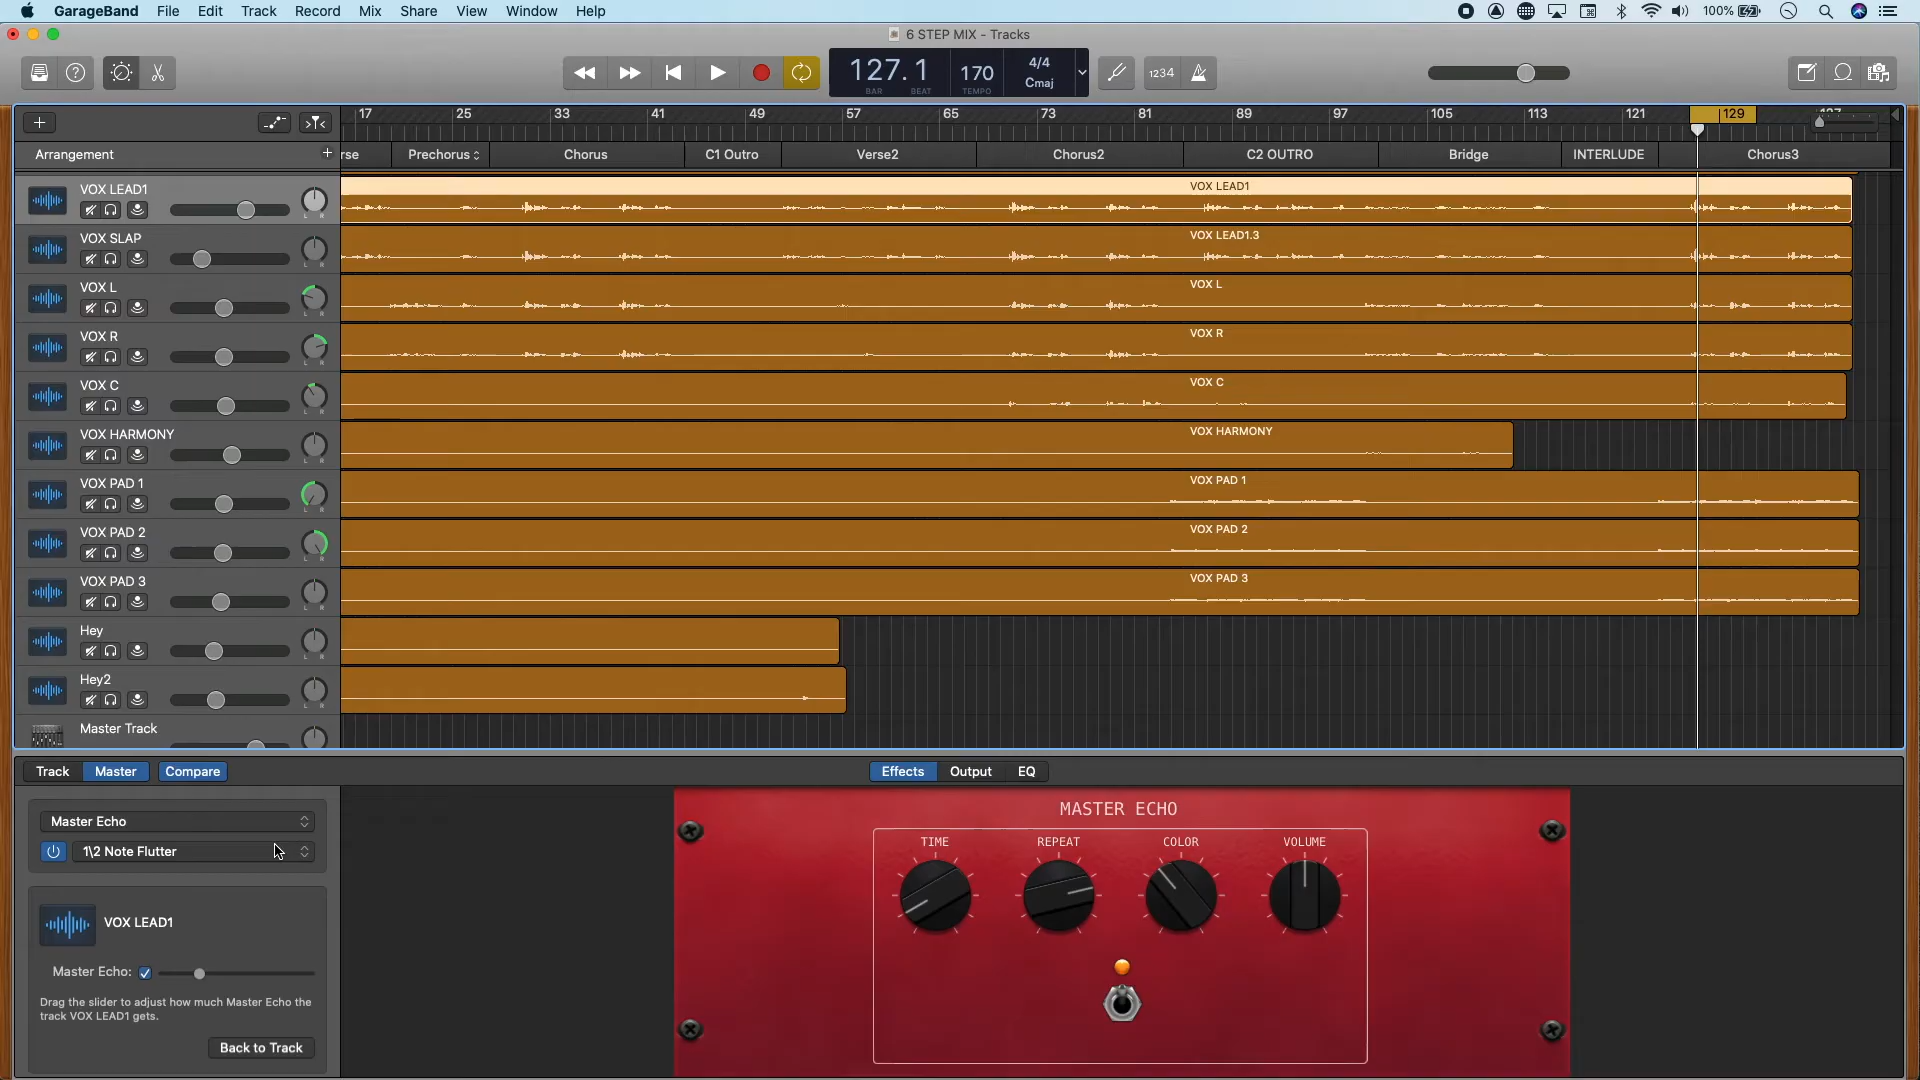 GarageBand File Edit Track Record Mix Share View Window Help 100%
6 STEP MIX - Tracks
127. 1 170 4/4 Cmaj
BAR BEAT TEMPO
1234
17 25 33 41 49 57 65 73 81 89 97 105 113 121 129
Arrangement rse Prechorus Chorus C1 Outro Verse2 Chorus2 C2 OUTRO Bridge INTERLUDE Chorus3
VOX LEAD1 VOX LEAD1
L R
VOX SLAP VOX LEAD1.3
L R
VOX L VOX L
L R
VOX R VOX R
L R
VOX C VOX C
L R
VOX HARMONY VOX HARMONY
L R
VOX PAD 1 VOX PAD 1
L R
VOX PAD 2 VOX PAD 2
L R
VOX PAD 3 VOX PAD 3
L R
Hey
L R
Hey2
L R
Master Track
Track Master Compare Effects Output EQ
Master Echo
1\2 Note Flutter
VOX LEAD1
Master Echo:
Drag the slider to adjust how much Master Echo the
track VOX LEAD1 gets.
Back to Track
MASTER ECHO
TIME REPEAT COLOR VOLUME